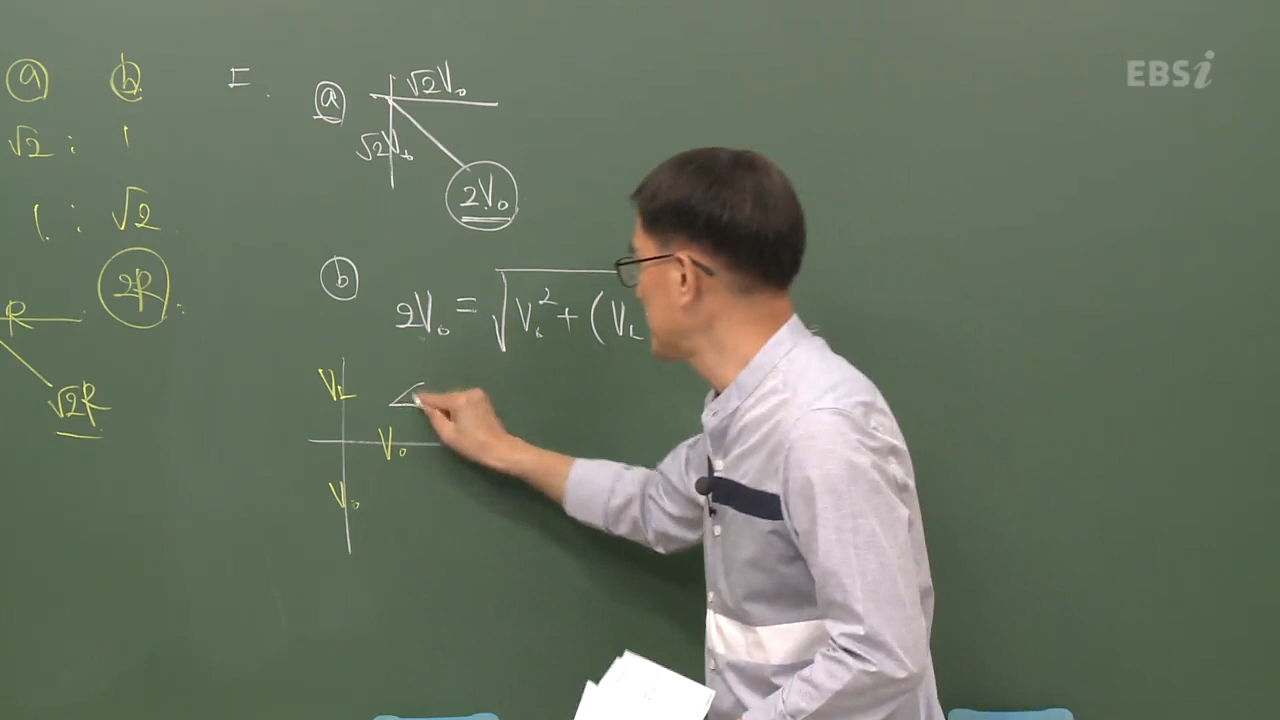 ⓐ ⓑ
√2 : 1
1 : √2
2R
R
√2R
ㄷ.
ⓐ √2V₀
√2V₀
2V₀
ⓑ
2V₀ = √V₀² + (V_L
V_L
V₀
V₀
EBSi